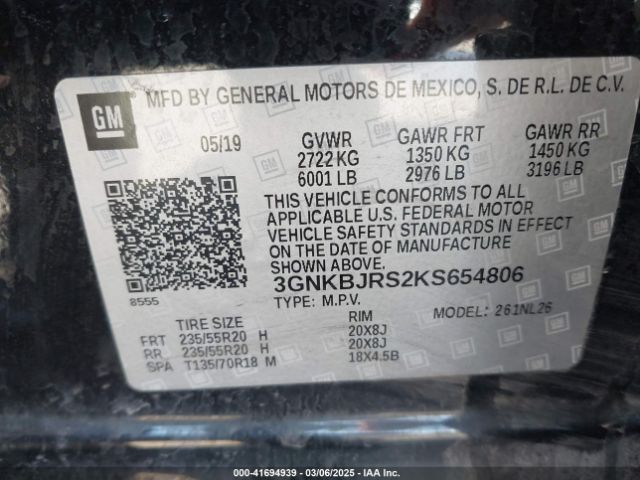 GM
MFD BY GENERAL MOTORS DE MEXICO, S. DE R.L. DE C.V.
05/19 GVWR GAWR FRT GAWR RR
2722 KG 1350 KG 1450 KG
6001 LB 2976 LB 3196 LB
THIS VEHICLE CONFORMS TO ALL
APPLICABLE U.S. FEDERAL MOTOR
VEHICLE SAFETY STANDARDS IN EFFECT
ON THE DATE OF MANUFACTURE
SHOWN ABOVE.
3GNKBJRS2KS654806
8555 TYPE: M.P.V. MODEL: 261NL26
TIRE SIZE RIM
FRT 235/55R20 H 20X8J
RR 235/55R20 H 20X8J
SPA T135/70R18 M 18X4.5B
000-41694939 - 03/06/2025 - IAA Inc.